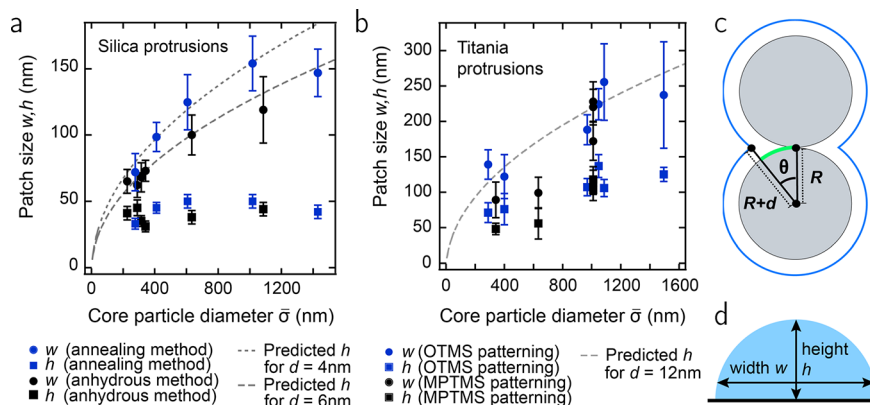 a
Silica protrusions
Patch size w,h (nm)
150
100
50
0
0 400 800 1200
Core particle diameter σ̅ (nm)
w (annealing method)
h (annealing method)
w (anhydrous method)
h (anhydrous method)
Predicted h
for d = 4nm
Predicted h
for d = 6nm
b
Titania
protrusions
Patch size w,h (nm)
300
250
200
150
100
50
0
0 400 800 1200 1600
Core particle diameter σ̅ (nm)
w (OTMS patterning)
h (OTMS patterning)
w (MPTMS patterning)
h (MPTMS patterning)
Predicted h
for d = 12nm
c
θ
R
R+d
d
width w
height
h